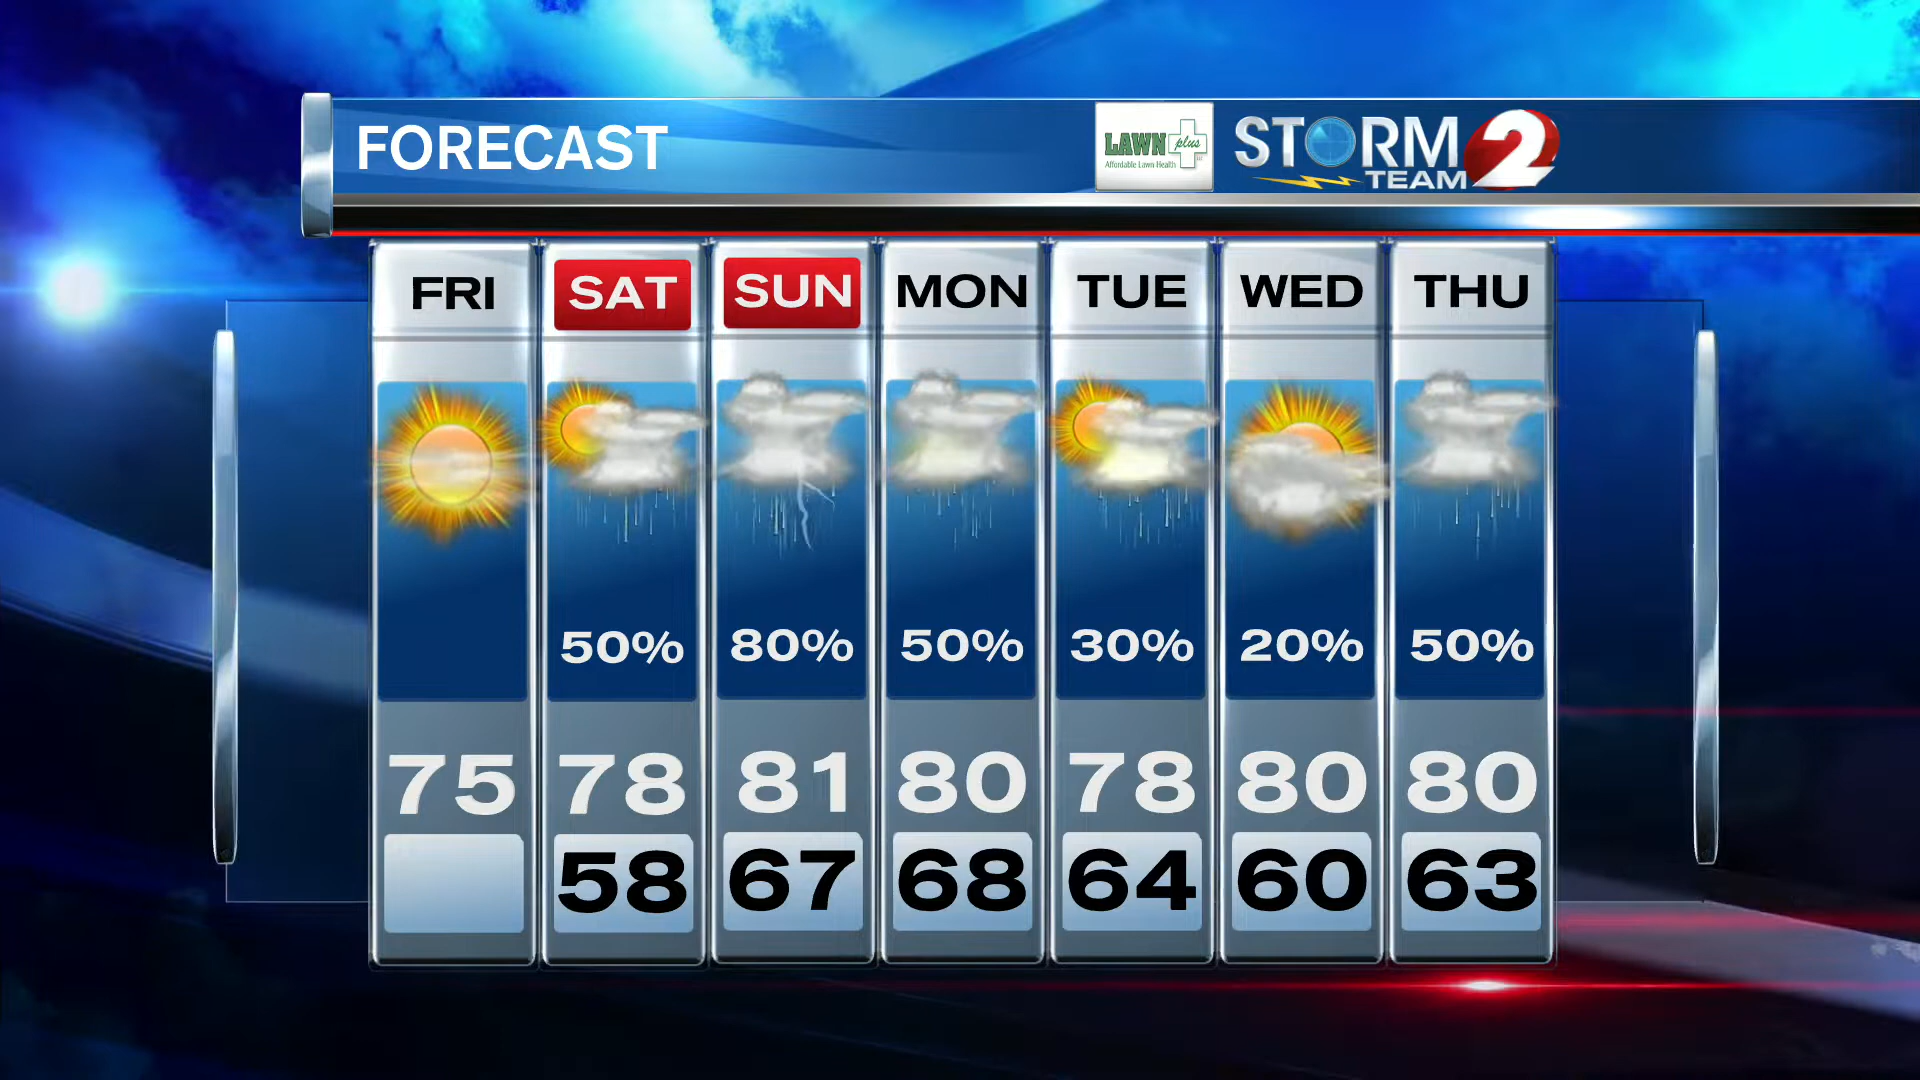 FORECAST
LAWN plus
Affordable Lawn Health
STORM
TEAM 2
FRI SAT SUN MON TUE WED THU
50% 80% 50% 30% 20% 50%
75 78 81 80 78 80 80
58 67 68 64 60 63